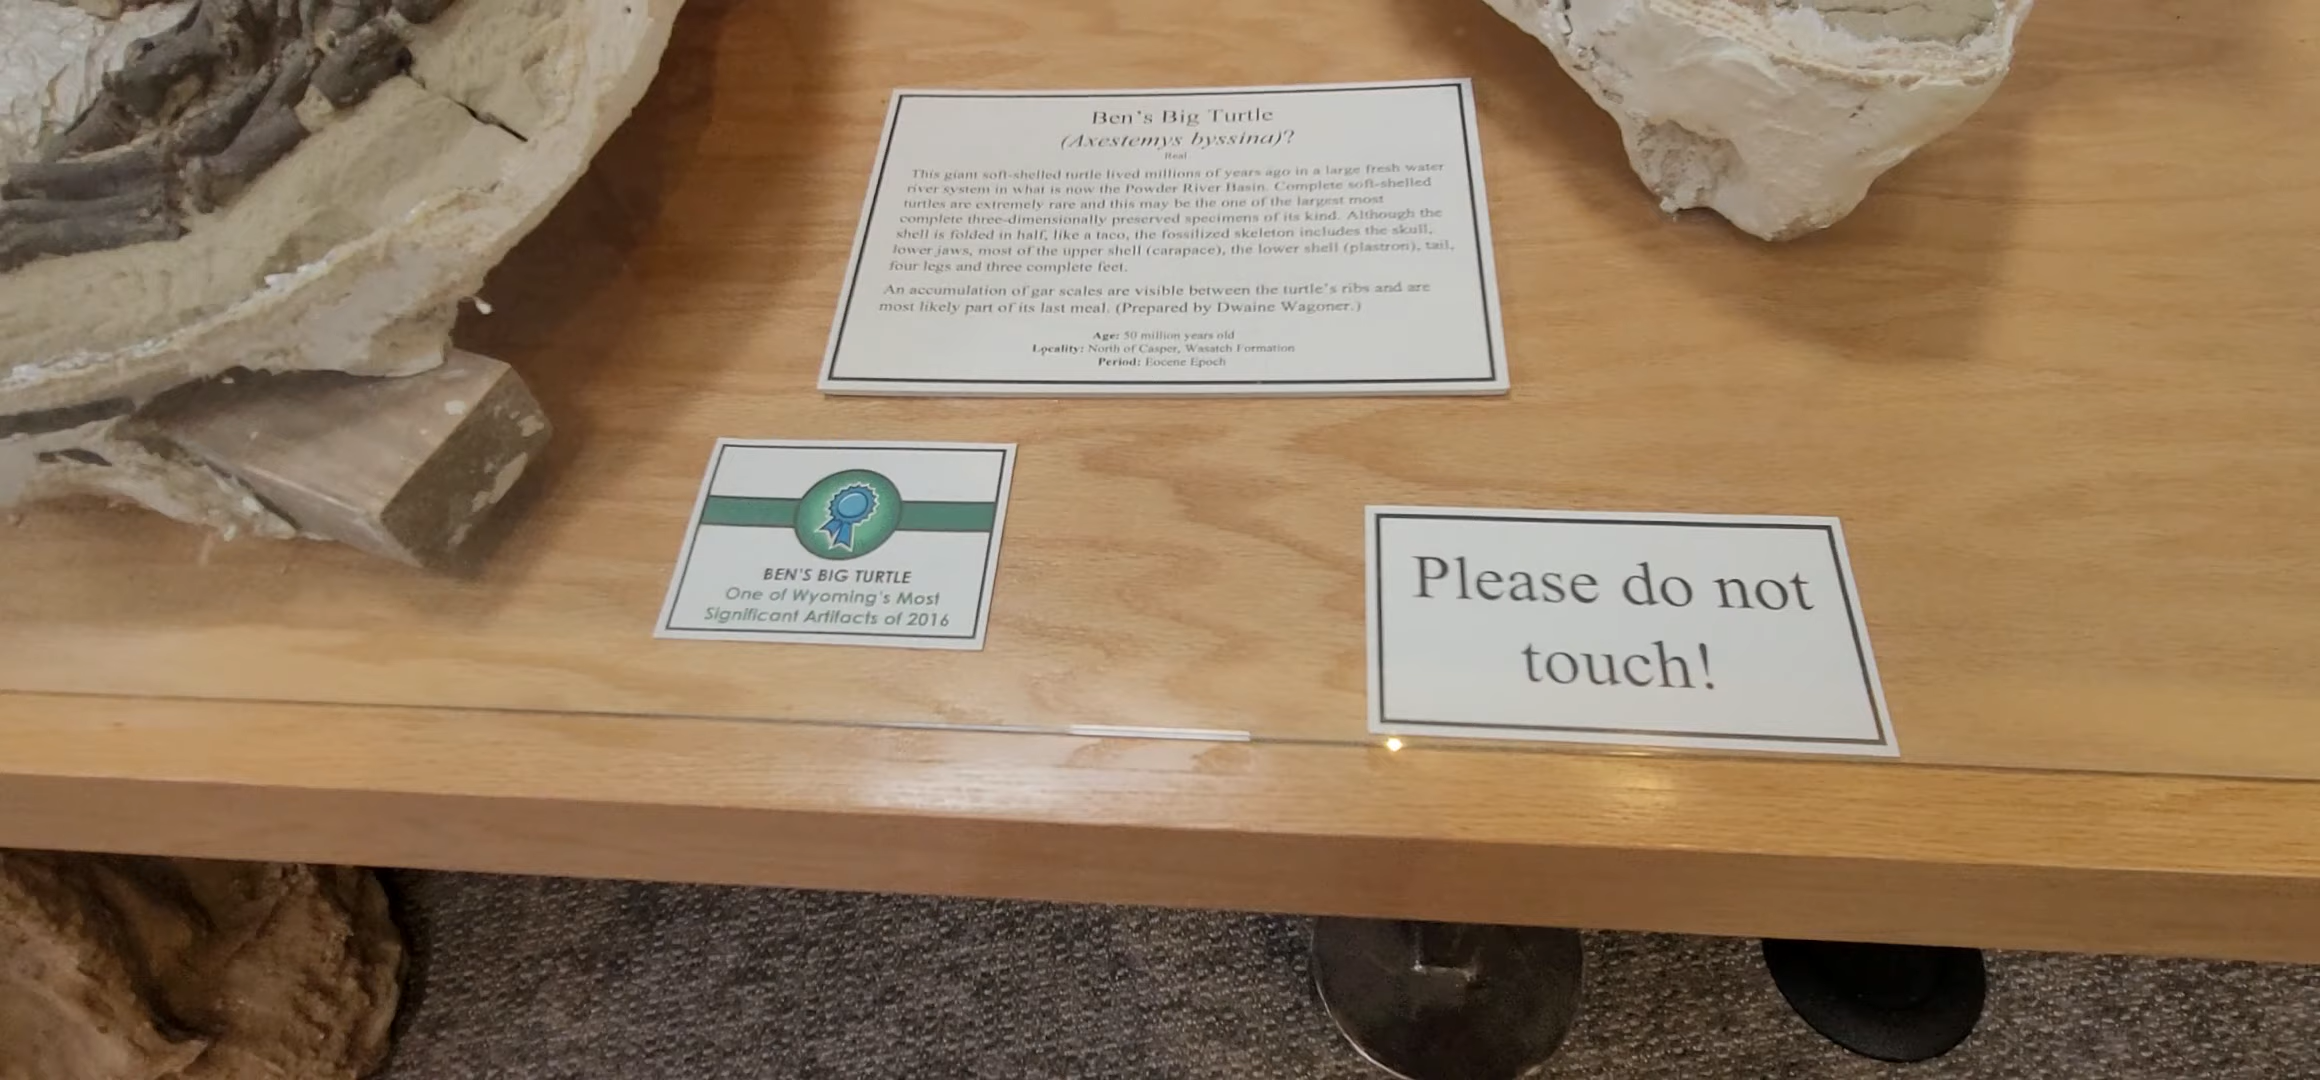 Ben's Big Turtle
(Axestemys byssina)?
Real
This giant soft-shelled turtle lived millions of years ago in a large fresh water
river system in what is now the Powder River Basin. Complete soft-shelled
turtles are extremely rare and this may be the one of the largest most
complete three-dimensionally preserved specimens of its kind. Although the
shell is folded in half, like a taco, the fossilized skeleton includes the skull,
lower jaws, most of the upper shell (carapace), the lower shell (plastron), tail,
four legs and three complete feet.
An accumulation of gar scales are visible between the turtle's ribs and are
most likely part of its last meal. (Prepared by Dwaine Wagoner.)
Age: 50 million years old
Locality: North of Casper, Wasatch Formation
Period: Eocene Epoch
BEN'S BIG TURTLE
One of Wyoming's Most
Significant Artifacts of 2016
Please do not
touch!